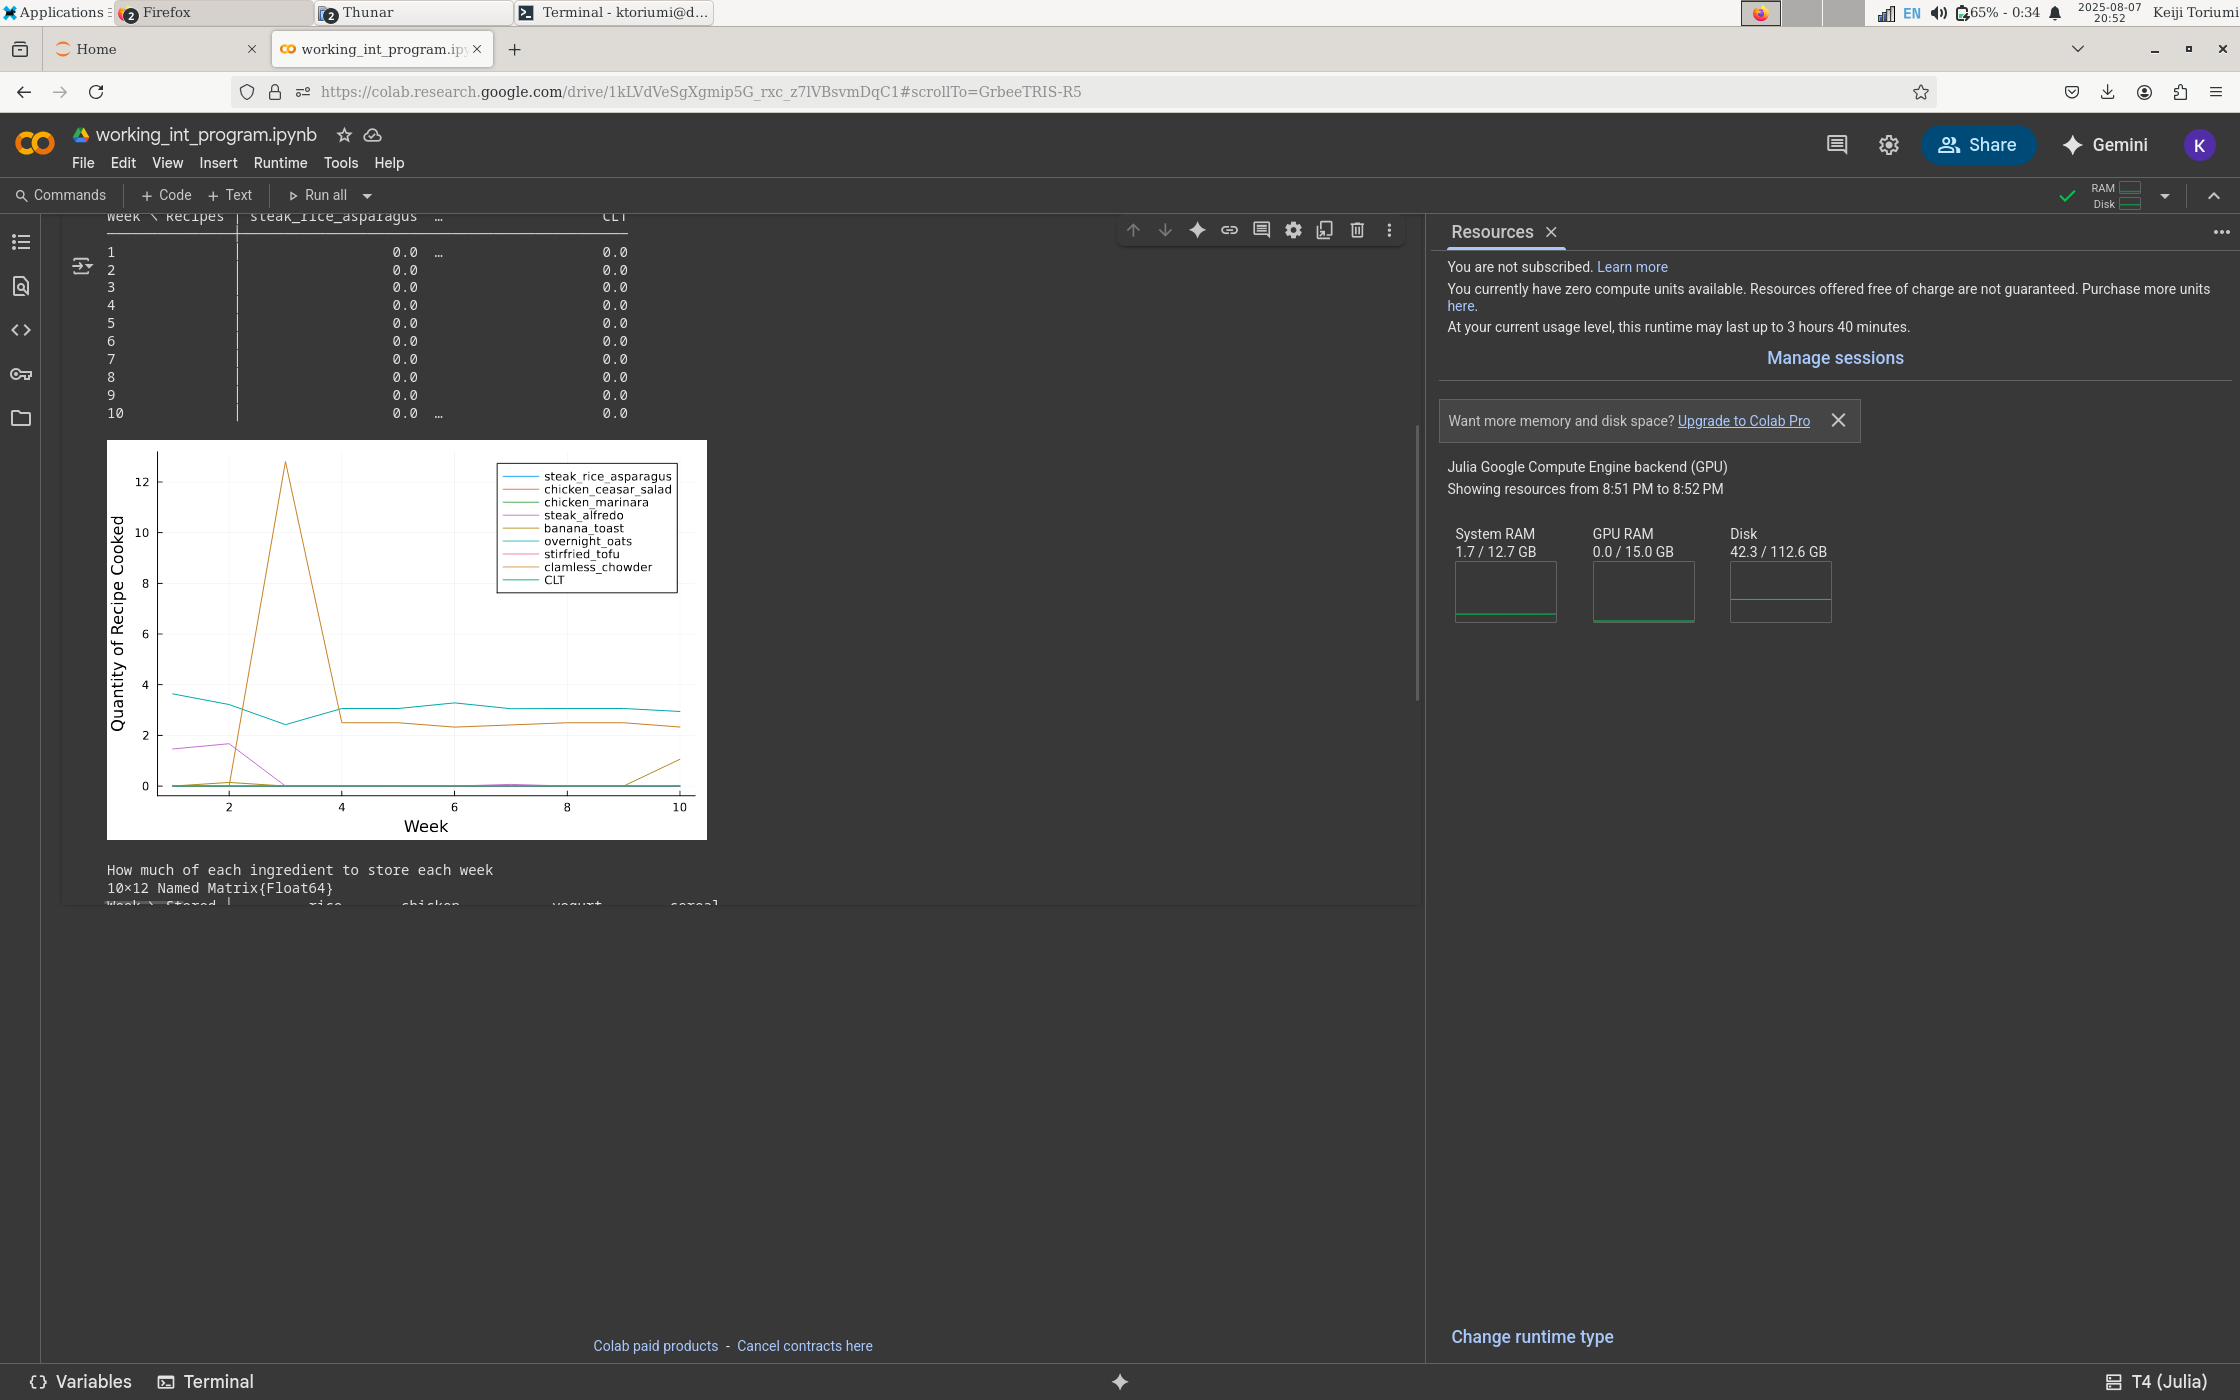 Applications
2 Firefox
2 Thunar
Terminal - ktoriumi@d...
EN
65% - 0:34
2025-08-07
20:52
Keiji Toriumi
Home
working_int_program.ipy
https://colab.research.google.com/drive/1kLVdVeSgXgmip5G_rxc_z7lVBsvmDqC1#scrollTo=GrbeeTRIS-R5
working_int_program.ipynb
File Edit View Insert Runtime Tools Help
Share
Gemini
K
Commands + Code + Text Run all
RAM
Disk
Week \ Recipes │ steak_rice_asparagus … CLT
1 │ 0.0 … 0.0
2 │ 0.0 0.0
3 │ 0.0 0.0
4 │ 0.0 0.0
5 │ 0.0 0.0
6 │ 0.0 0.0
7 │ 0.0 0.0
8 │ 0.0 0.0
9 │ 0.0 0.0
10 │ 0.0 … 0.0
Quantity of Recipe Cooked
12
10
8
6
4
2
0
steak_rice_asparagus
chicken_ceasar_salad
chicken_marinara
steak_alfredo
banana_toast
overnight_oats
stirfried_tofu
clamless_chowder
CLT
2 4 6 8 10
Week
How much of each ingredient to store each week
10×12 Named Matrix{Float64}
Week \ Stored │ rice chicken yogurt cereal
Colab paid products - Cancel contracts here
Resources
You are not subscribed. Learn more
You currently have zero compute units available. Resources offered free of charge are not guaranteed. Purchase more units
here.
At your current usage level, this runtime may last up to 3 hours 40 minutes.
Manage sessions
Want more memory and disk space? Upgrade to Colab Pro
Julia Google Compute Engine backend (GPU)
Showing resources from 8:51 PM to 8:52 PM
System RAM
1.7 / 12.7 GB
GPU RAM
0.0 / 15.0 GB
Disk
42.3 / 112.6 GB
Change runtime type
Variables
Terminal
T4 (Julia)